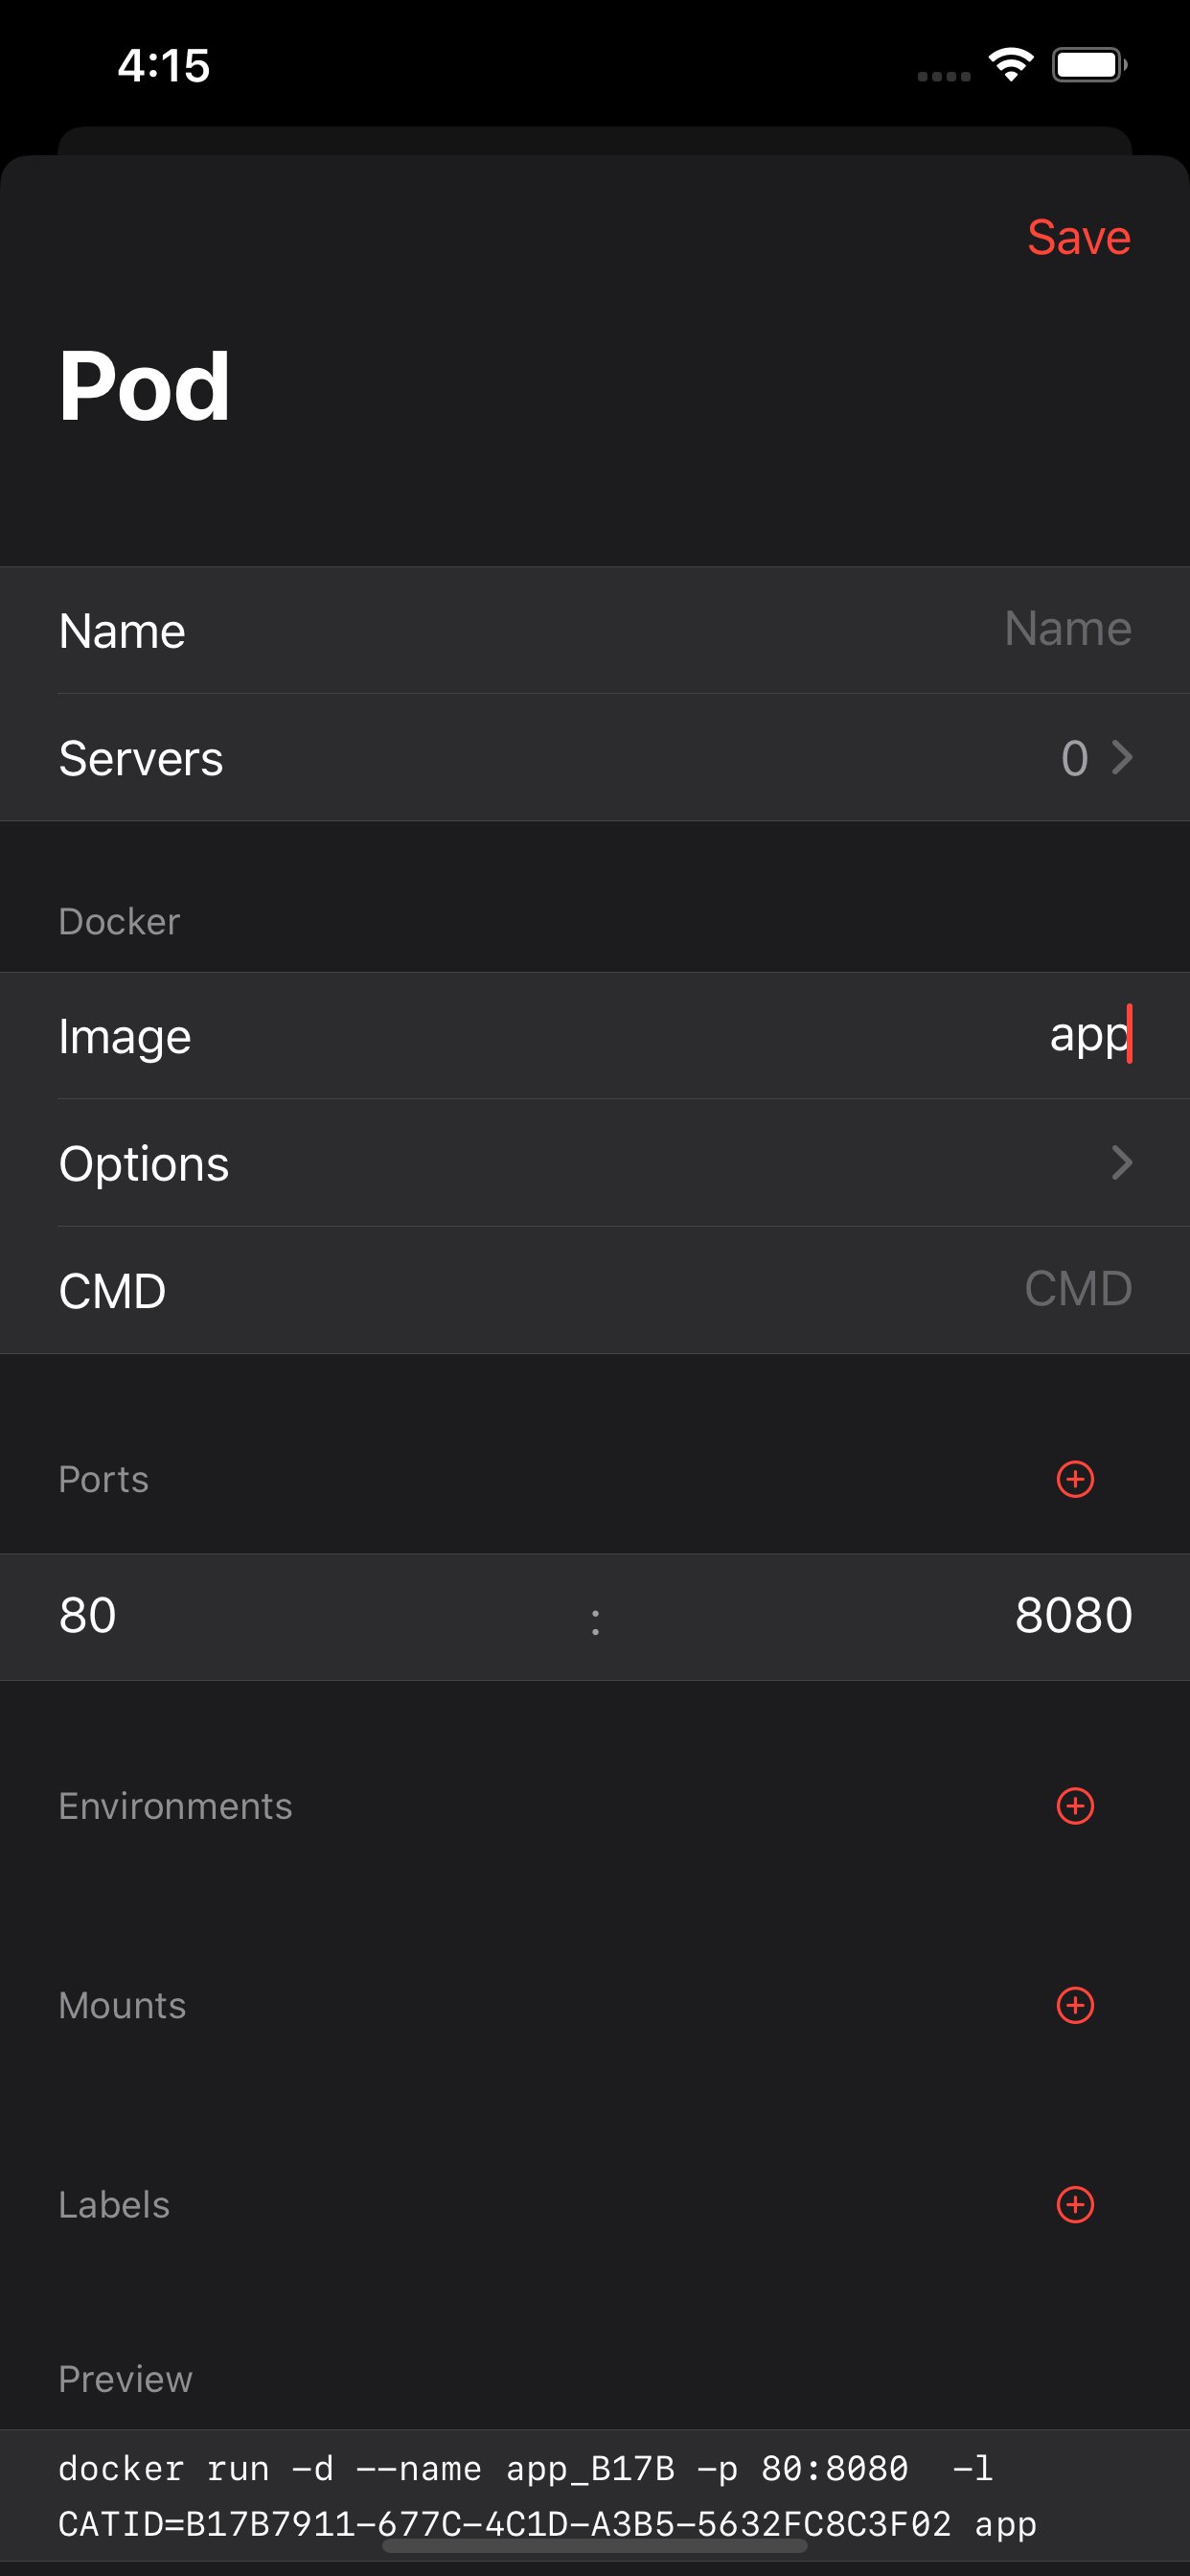 4:15
Save
Pod
Name Name
Servers 0
Docker
Image app
Options
CMD CMD
Ports
80 : 8080
Environments
Mounts
Labels
Preview
docker run -d --name app_B17B -p 80:8080  -l
CATID=B17B7911-677C-4C1D-A3B5-5632FC8C3F02 app